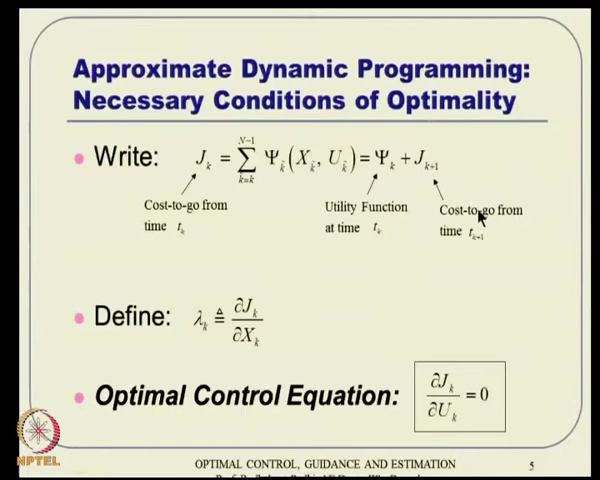 Approximate Dynamic Programming:
Necessary Conditions of Optimality
• Write: J_k = ∑_{k̃=k}^{N-1} Ψ_k̃ (X_k̃, U_k̃) = Ψ_k + J_{k+1}
Cost-to-go from Utility Function Cost-to-go from
time t_k at time t_k time t_{k+1}
• Define: λ_k ≜ ∂J_k / ∂X_k
• Optimal Control Equation: ∂J_k / ∂U_k = 0
NPTEL
OPTIMAL CONTROL, GUIDANCE AND ESTIMATION 5